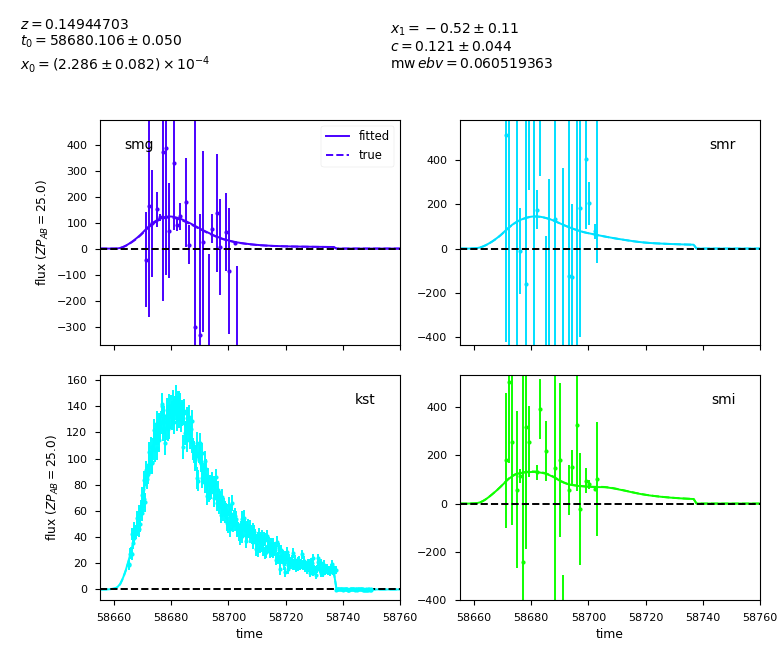 z = 0.14944703
t₀ = 58680.106 ± 0.050
x₀ = (2.286 ± 0.082) × 10⁻⁴
x₁ = −0.52 ± 0.11
c = 0.121 ± 0.044
mwebv = 0.060519363
smg
fitted
true
400
300
200
100
0
−100
−200
−300
flux (ZP_AB = 25.0)
smr
400
200
0
−200
−400
kst
160
140
120
100
80
60
40
20
0
flux (ZP_AB = 25.0)
58660 58680 58700 58720 58740 58760
time
smi
400
200
0
−200
−400
58660 58680 58700 58720 58740 58760
time